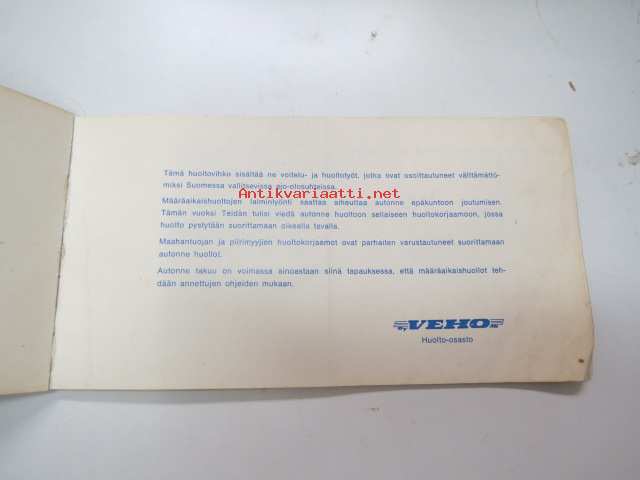 Tämä huoltovihko sisältää ne voitelu- ja huoltotyöt, jotka ovat osoittautuneet välttämättö-
miksi Suomessa vallitsevissa ajo-olosuhteissa.
Antikvariaatti.net
Määräaikaishuoltojen laiminlyönti saattaa aiheuttaa autonne epäkuntoon joutumisen.
Tämän vuoksi Teidän tulisi viedä autonne huoltoon sellaiseen huoltokorjaamoon, jossa
huolto pystytään suorittamaan oikealla tavalla.
Maahantuojan ja piirimyyjien huoltokorjaamot ovat parhaiten varustautuneet suorittamaan
autonne huollot.
Autonne takuu on voimassa ainoastaan siinä tapauksessa, että määräaikaishuollot teh-
dään annettujen ohjeiden mukaan.
Oy VEHO Ab
Huolto-osasto